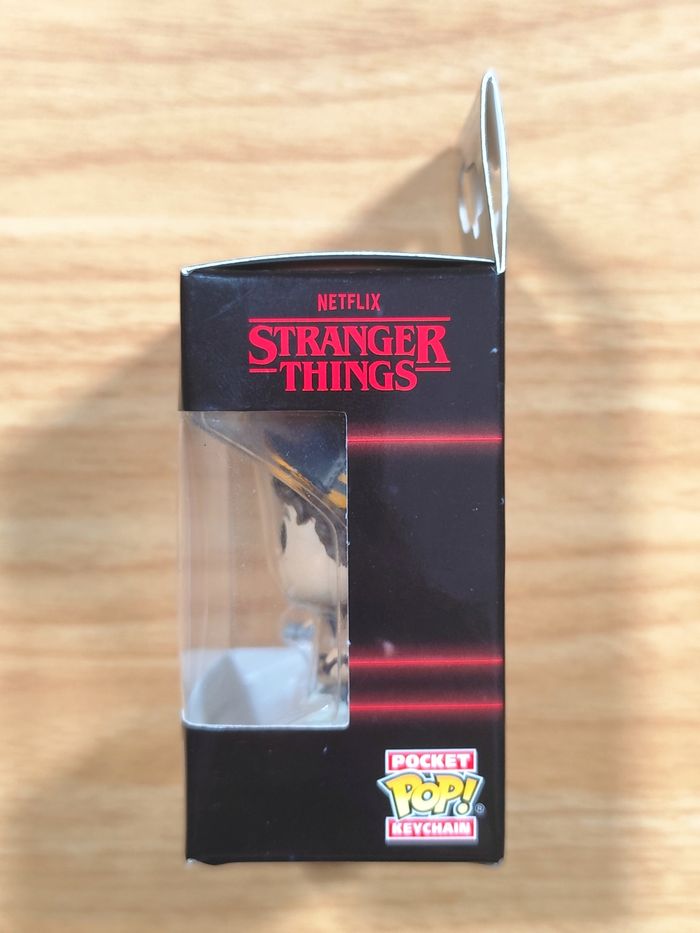 NETFLIX
STRANGER
THINGS
POCKET
POP!®
KEYCHAIN